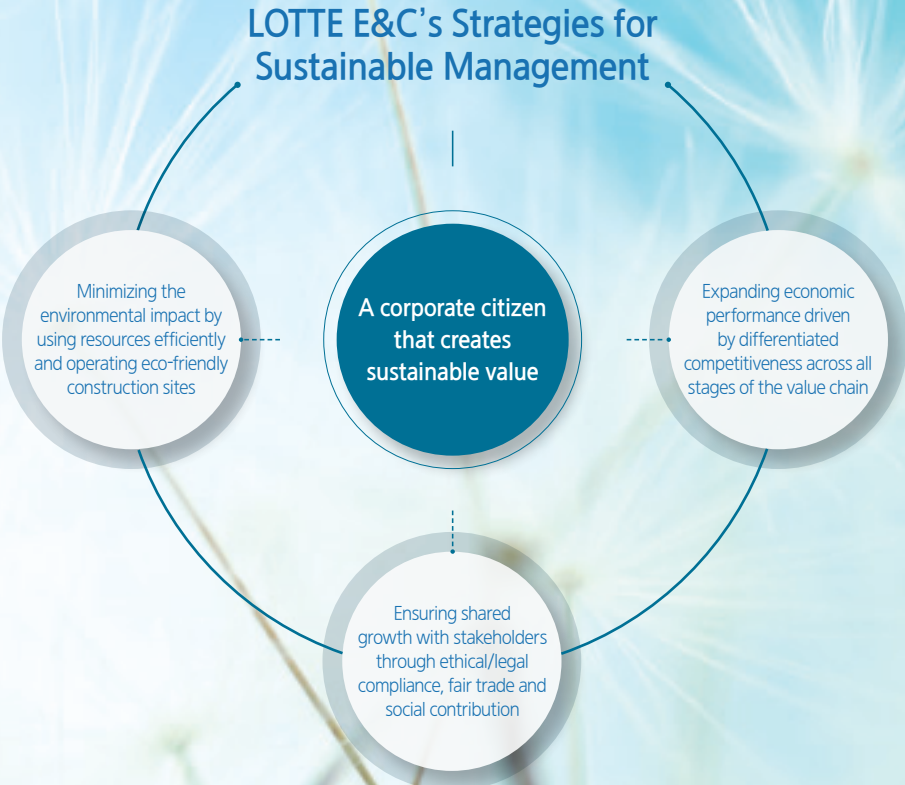 LOTTE E&C's Strategies for
Sustainable Management
Minimizing the
environmental impact by
using resources efficiently
and operating eco-friendly
construction sites
A corporate citizen
that creates
sustainable value
Expanding economic
performance driven
by differentiated
competitiveness across all
stages of the value chain
Ensuring shared
growth with stakeholders
through ethical/legal
compliance, fair trade and
social contribution